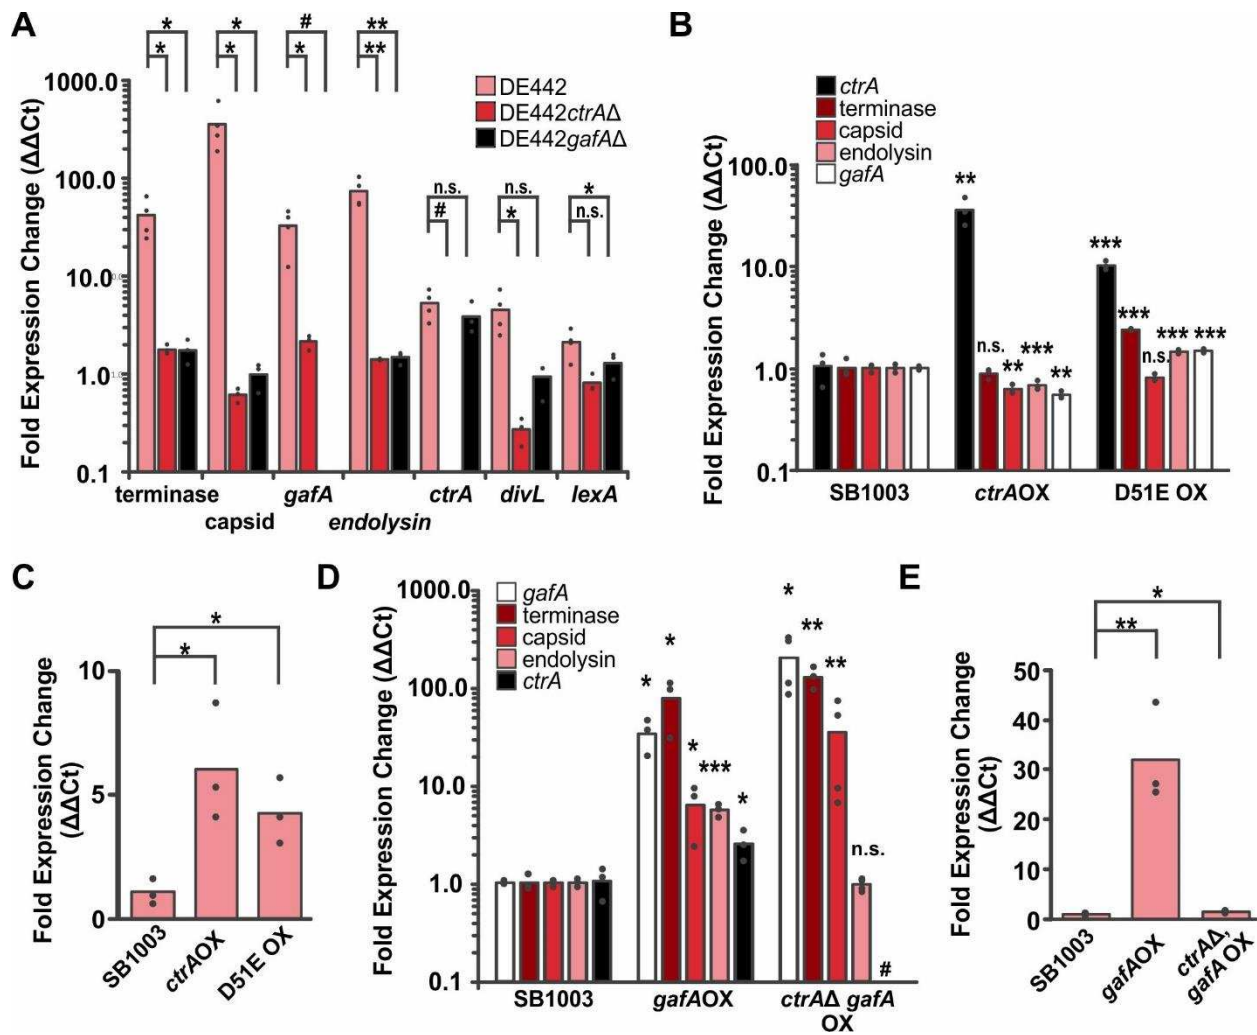 A
* * # **
* * * **
1000.0
100.0
10.0
1.0
0.1
Fold Expression Change (ΔΔCt)
DE442
DE442ctrAΔ
DE442gafAΔ
n.s. n.s. *
# * n.s.
terminase gafA ctrA divL lexA
capsid endolysin
B
ctrA
terminase
capsid
endolysin
gafA
100.0
10.0
1.0
0.1
Fold Expression Change (ΔΔCt)
** n.s. ** *** **
*** *** n.s. *** ***
SB1003 ctrAOX D51E OX
C
*
*
10
5
0
Fold Expression Change
(ΔΔCt)
SB1003
ctrAOX
D51E OX
D
gafA
terminase
capsid
endolysin
ctrA
1000.0
100.0
10.0
1.0
0.1
Fold Expression Change (ΔΔCt)
* * * *** *
* ** ** n.s. #
SB1003 gafAOX ctrAΔ gafA
OX
E
*
**
50
40
30
20
10
0
Fold Expression Change
(ΔΔCt)
SB1003
gafAOX
ctrAΔ,
gafAOX